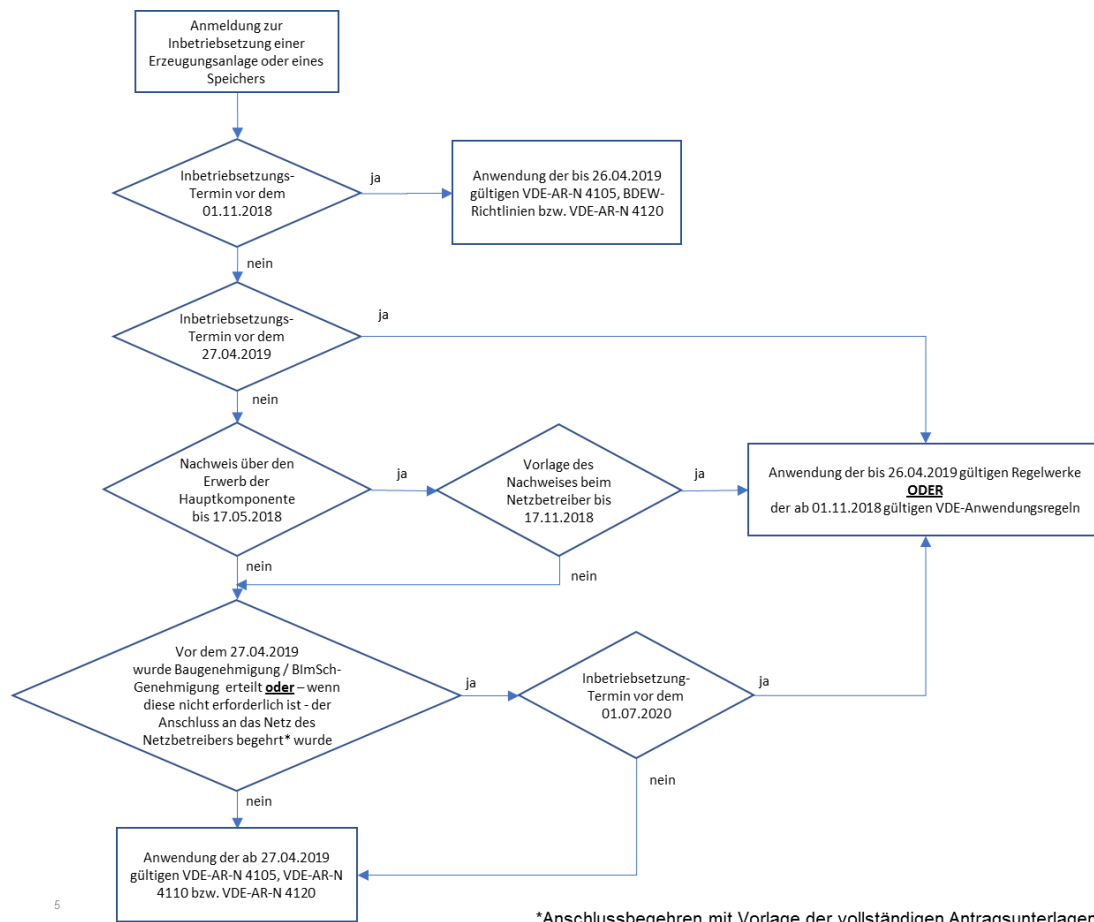 Anmeldung zur
Inbetriebsetzung einer
Erzeugungsanlage oder eines
Speichers
Inbetriebsetzungs-
Termin vor dem
01.11.2018
ja
Anwendung der bis 26.04.2019
gültigen VDE-AR-N 4105, BDEW-
Richtlinien bzw. VDE-AR-N 4120
nein
Inbetriebsetzungs-
Termin vor dem
27.04.2019
ja
nein
Nachweis über den
Erwerb der
Hauptkomponente
bis 17.05.2018
ja
Vorlage des
Nachweises beim
Netzbetreiber bis
17.11.2018
ja
Anwendung der bis 26.04.2019 gültigen Regelwerke
ODER
der ab 01.11.2018 gültigen VDE-Anwendungsregeln
nein
nein
Vor dem 27.04.2019
wurde Baugenehmigung / BImSch-
Genehmigung erteilt oder – wenn
diese nicht erforderlich ist - der
Anschluss an das Netz des
Netzbetreibers begehrt* wurde
ja
Inbetriebsetzung-
Termin vor dem
01.07.2020
ja
nein
nein
Anwendung der ab 27.04.2019
gültigen VDE-AR-N 4105, VDE-AR-N
4110 bzw. VDE-AR-N 4120
5
*Anschlussbegehren mit Vorlage der vollständigen Antragsunterlagen